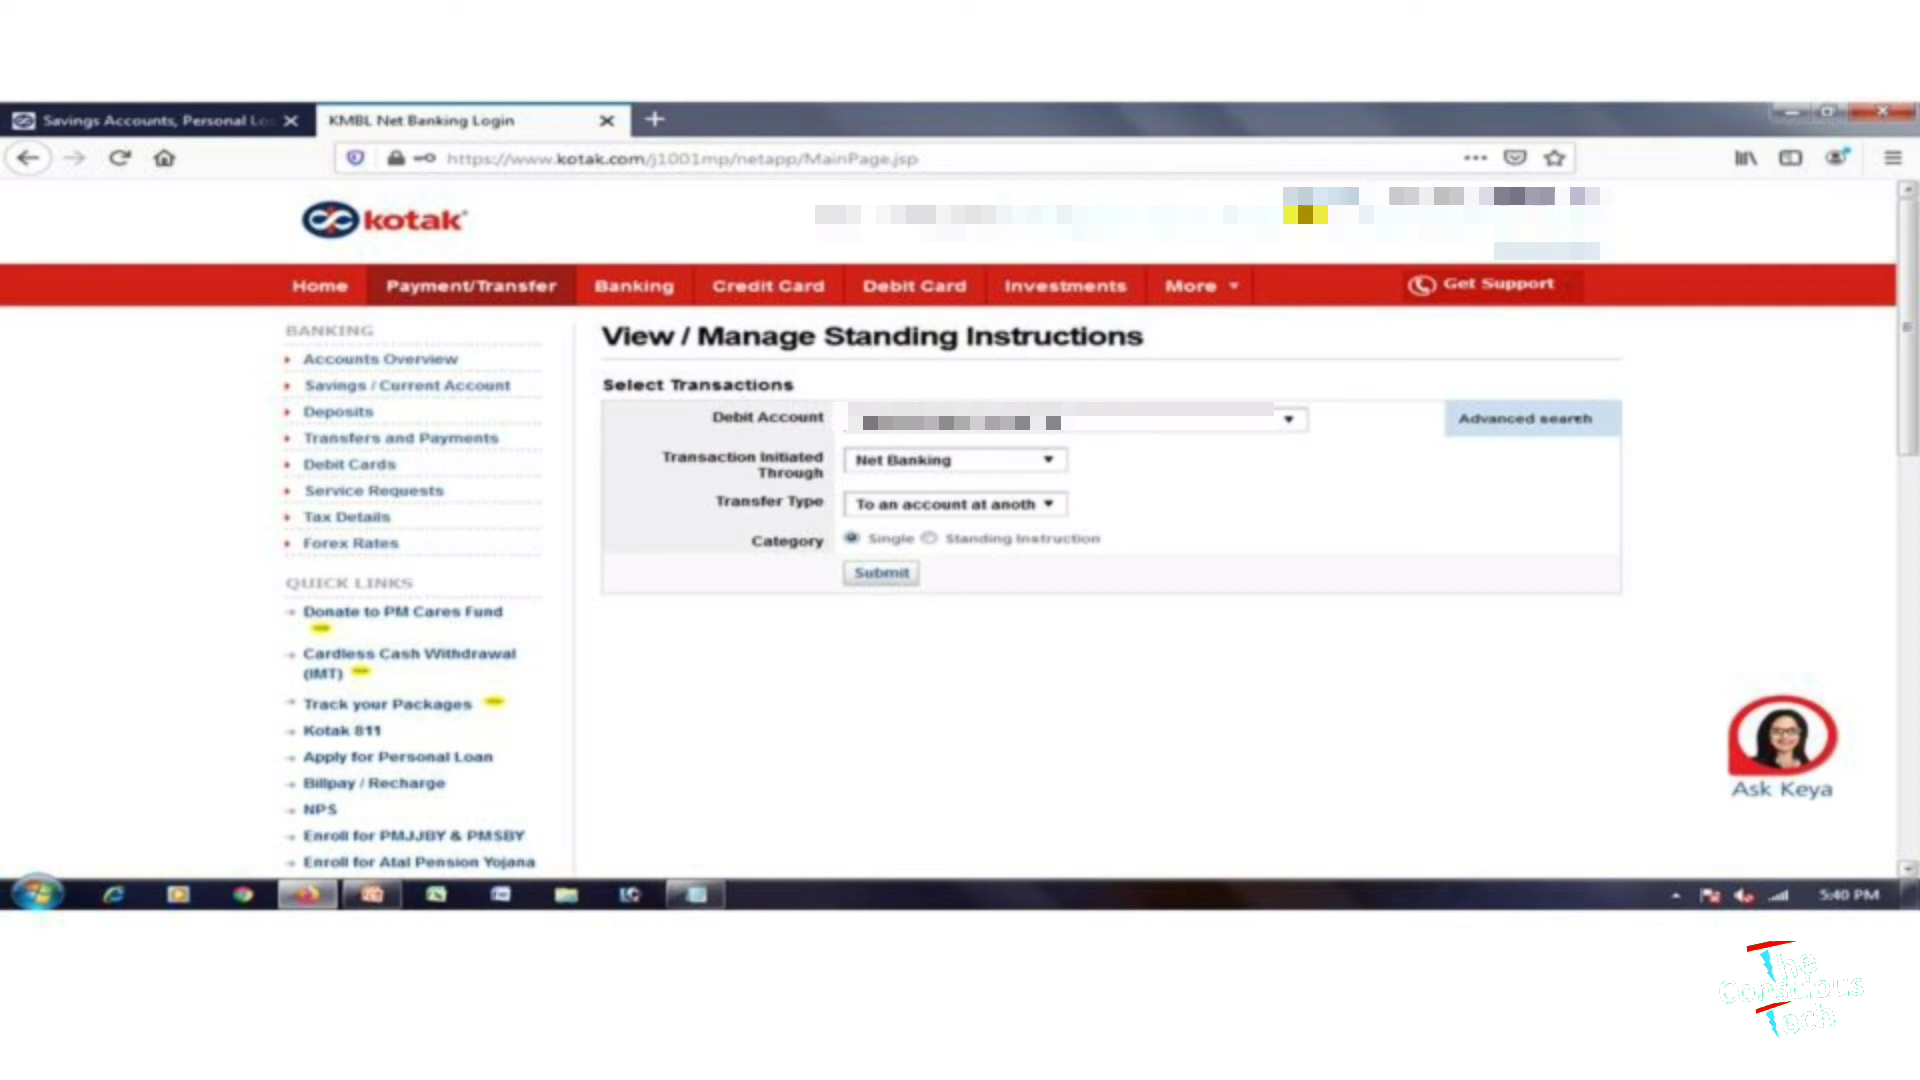 Savings Accounts, Personal Lo
KMBL Net Banking Login
https://www.kotak.com/j1001mp/netapp/MainPage.jsp
kotak
Home Payment/Transfer Banking Credit Card Debit Card Investments More Get Support
BANKING
Accounts Overview
Savings / Current Account
Deposits
Transfers and Payments
Debit Cards
Service Requests
Tax Details
Forex Rates
QUICK LINKS
Donate to PM Cares Fund
Cardless Cash Withdrawal
(IMT)
Track your Packages
Kotak 811
Apply for Personal Loan
Billpay / Recharge
NPS
Enroll for PMJJBY & PMSBY
Enroll for Atal Pension Yojana
View / Manage Standing Instructions
Select Transactions
Debit Account
Advanced search
Transaction Initiated
Through
Net Banking
Transfer Type
To an account at anoth
Category
Single Standing Instruction
Submit
Ask Keya
5:40 PM
The
Conscious
Tech